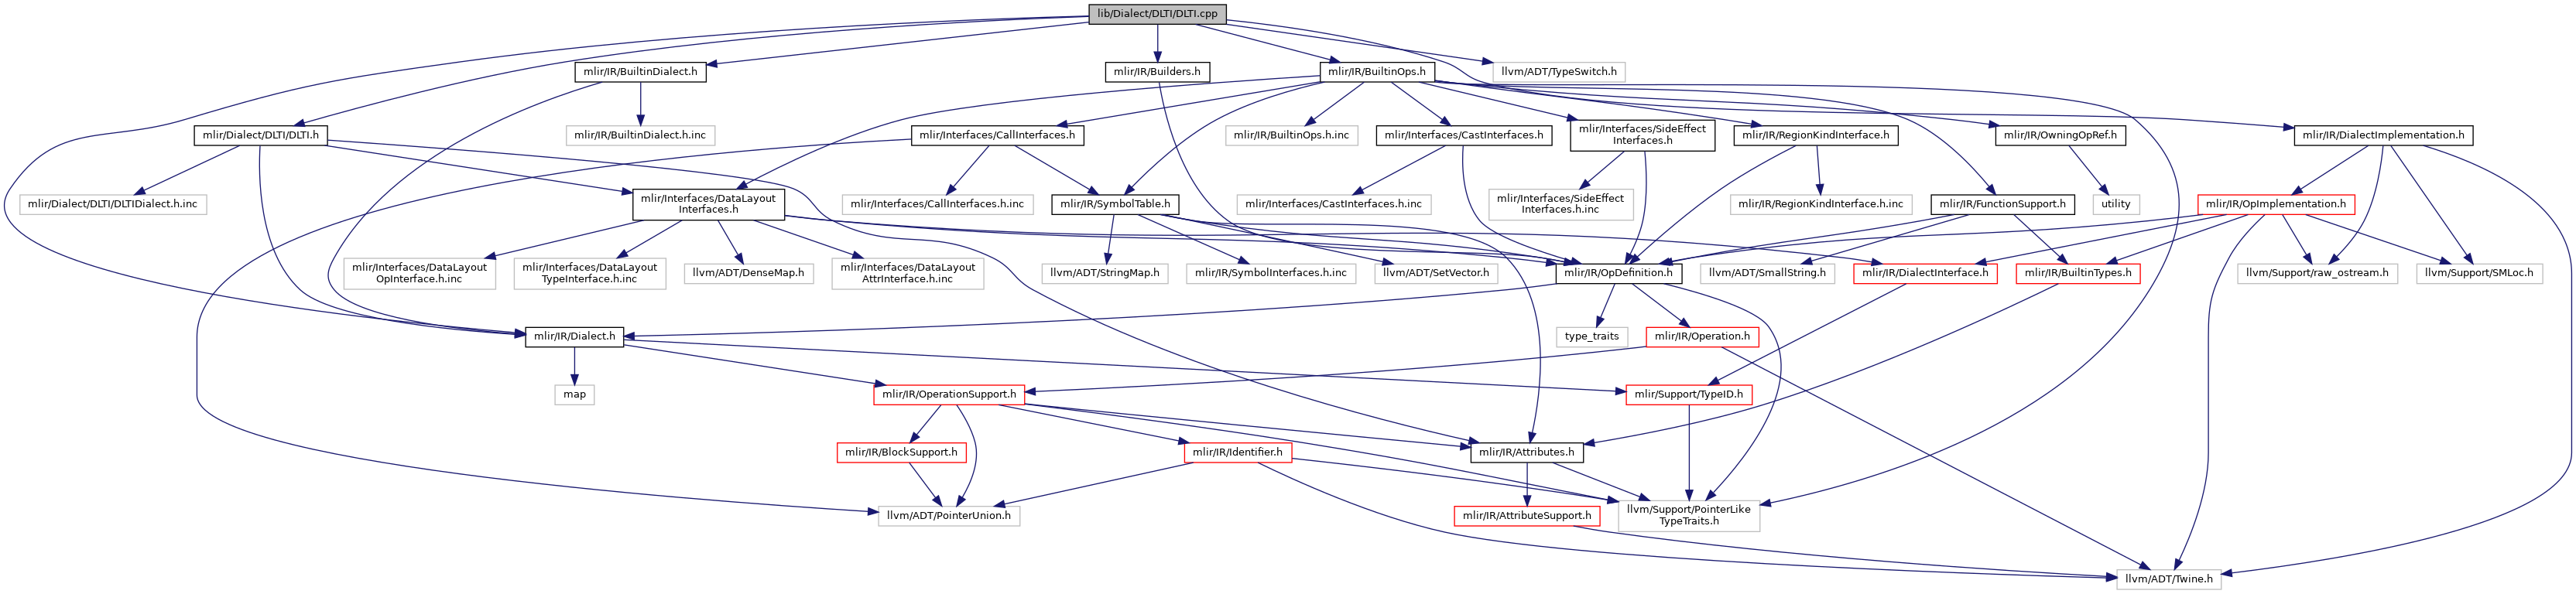 lib/Dialect/DLTI/DLTI.cpp
mlir/IR/BuiltinDialect.h
mlir/IR/Builders.h
mlir/IR/BuiltinOps.h
llvm/ADT/TypeSwitch.h
mlir/Dialect/DLTI/DLTI.h
mlir/IR/BuiltinDialect.h.inc
mlir/Interfaces/CallInterfaces.h
mlir/IR/BuiltinOps.h.inc
mlir/Interfaces/CastInterfaces.h
mlir/Interfaces/SideEffect
Interfaces.h
mlir/IR/RegionKindInterface.h
mlir/IR/OwningOpRef.h
mlir/IR/DialectImplementation.h
mlir/Dialect/DLTI/DLTIDialect.h.inc
mlir/Interfaces/DataLayout
Interfaces.h
mlir/Interfaces/CallInterfaces.h.inc
mlir/IR/SymbolTable.h
mlir/Interfaces/CastInterfaces.h.inc
mlir/Interfaces/SideEffect
Interfaces.h.inc
mlir/IR/RegionKindInterface.h.inc
mlir/IR/FunctionSupport.h
utility
mlir/IR/OpImplementation.h
mlir/Interfaces/DataLayout
OpInterface.h.inc
mlir/Interfaces/DataLayout
TypeInterface.h.inc
llvm/ADT/DenseMap.h
mlir/Interfaces/DataLayout
AttrInterface.h.inc
llvm/ADT/StringMap.h
mlir/IR/SymbolInterfaces.h.inc
llvm/ADT/SetVector.h
mlir/IR/OpDefinition.h
llvm/ADT/SmallString.h
mlir/IR/DialectInterface.h
mlir/IR/BuiltinTypes.h
llvm/Support/raw_ostream.h
llvm/Support/SMLoc.h
mlir/IR/Dialect.h
type_traits
mlir/IR/Operation.h
map
mlir/IR/OperationSupport.h
mlir/Support/TypeID.h
mlir/IR/BlockSupport.h
mlir/IR/Identifier.h
mlir/IR/Attributes.h
llvm/ADT/PointerUnion.h
mlir/IR/AttributeSupport.h
llvm/Support/PointerLike
TypeTraits.h
llvm/ADT/Twine.h